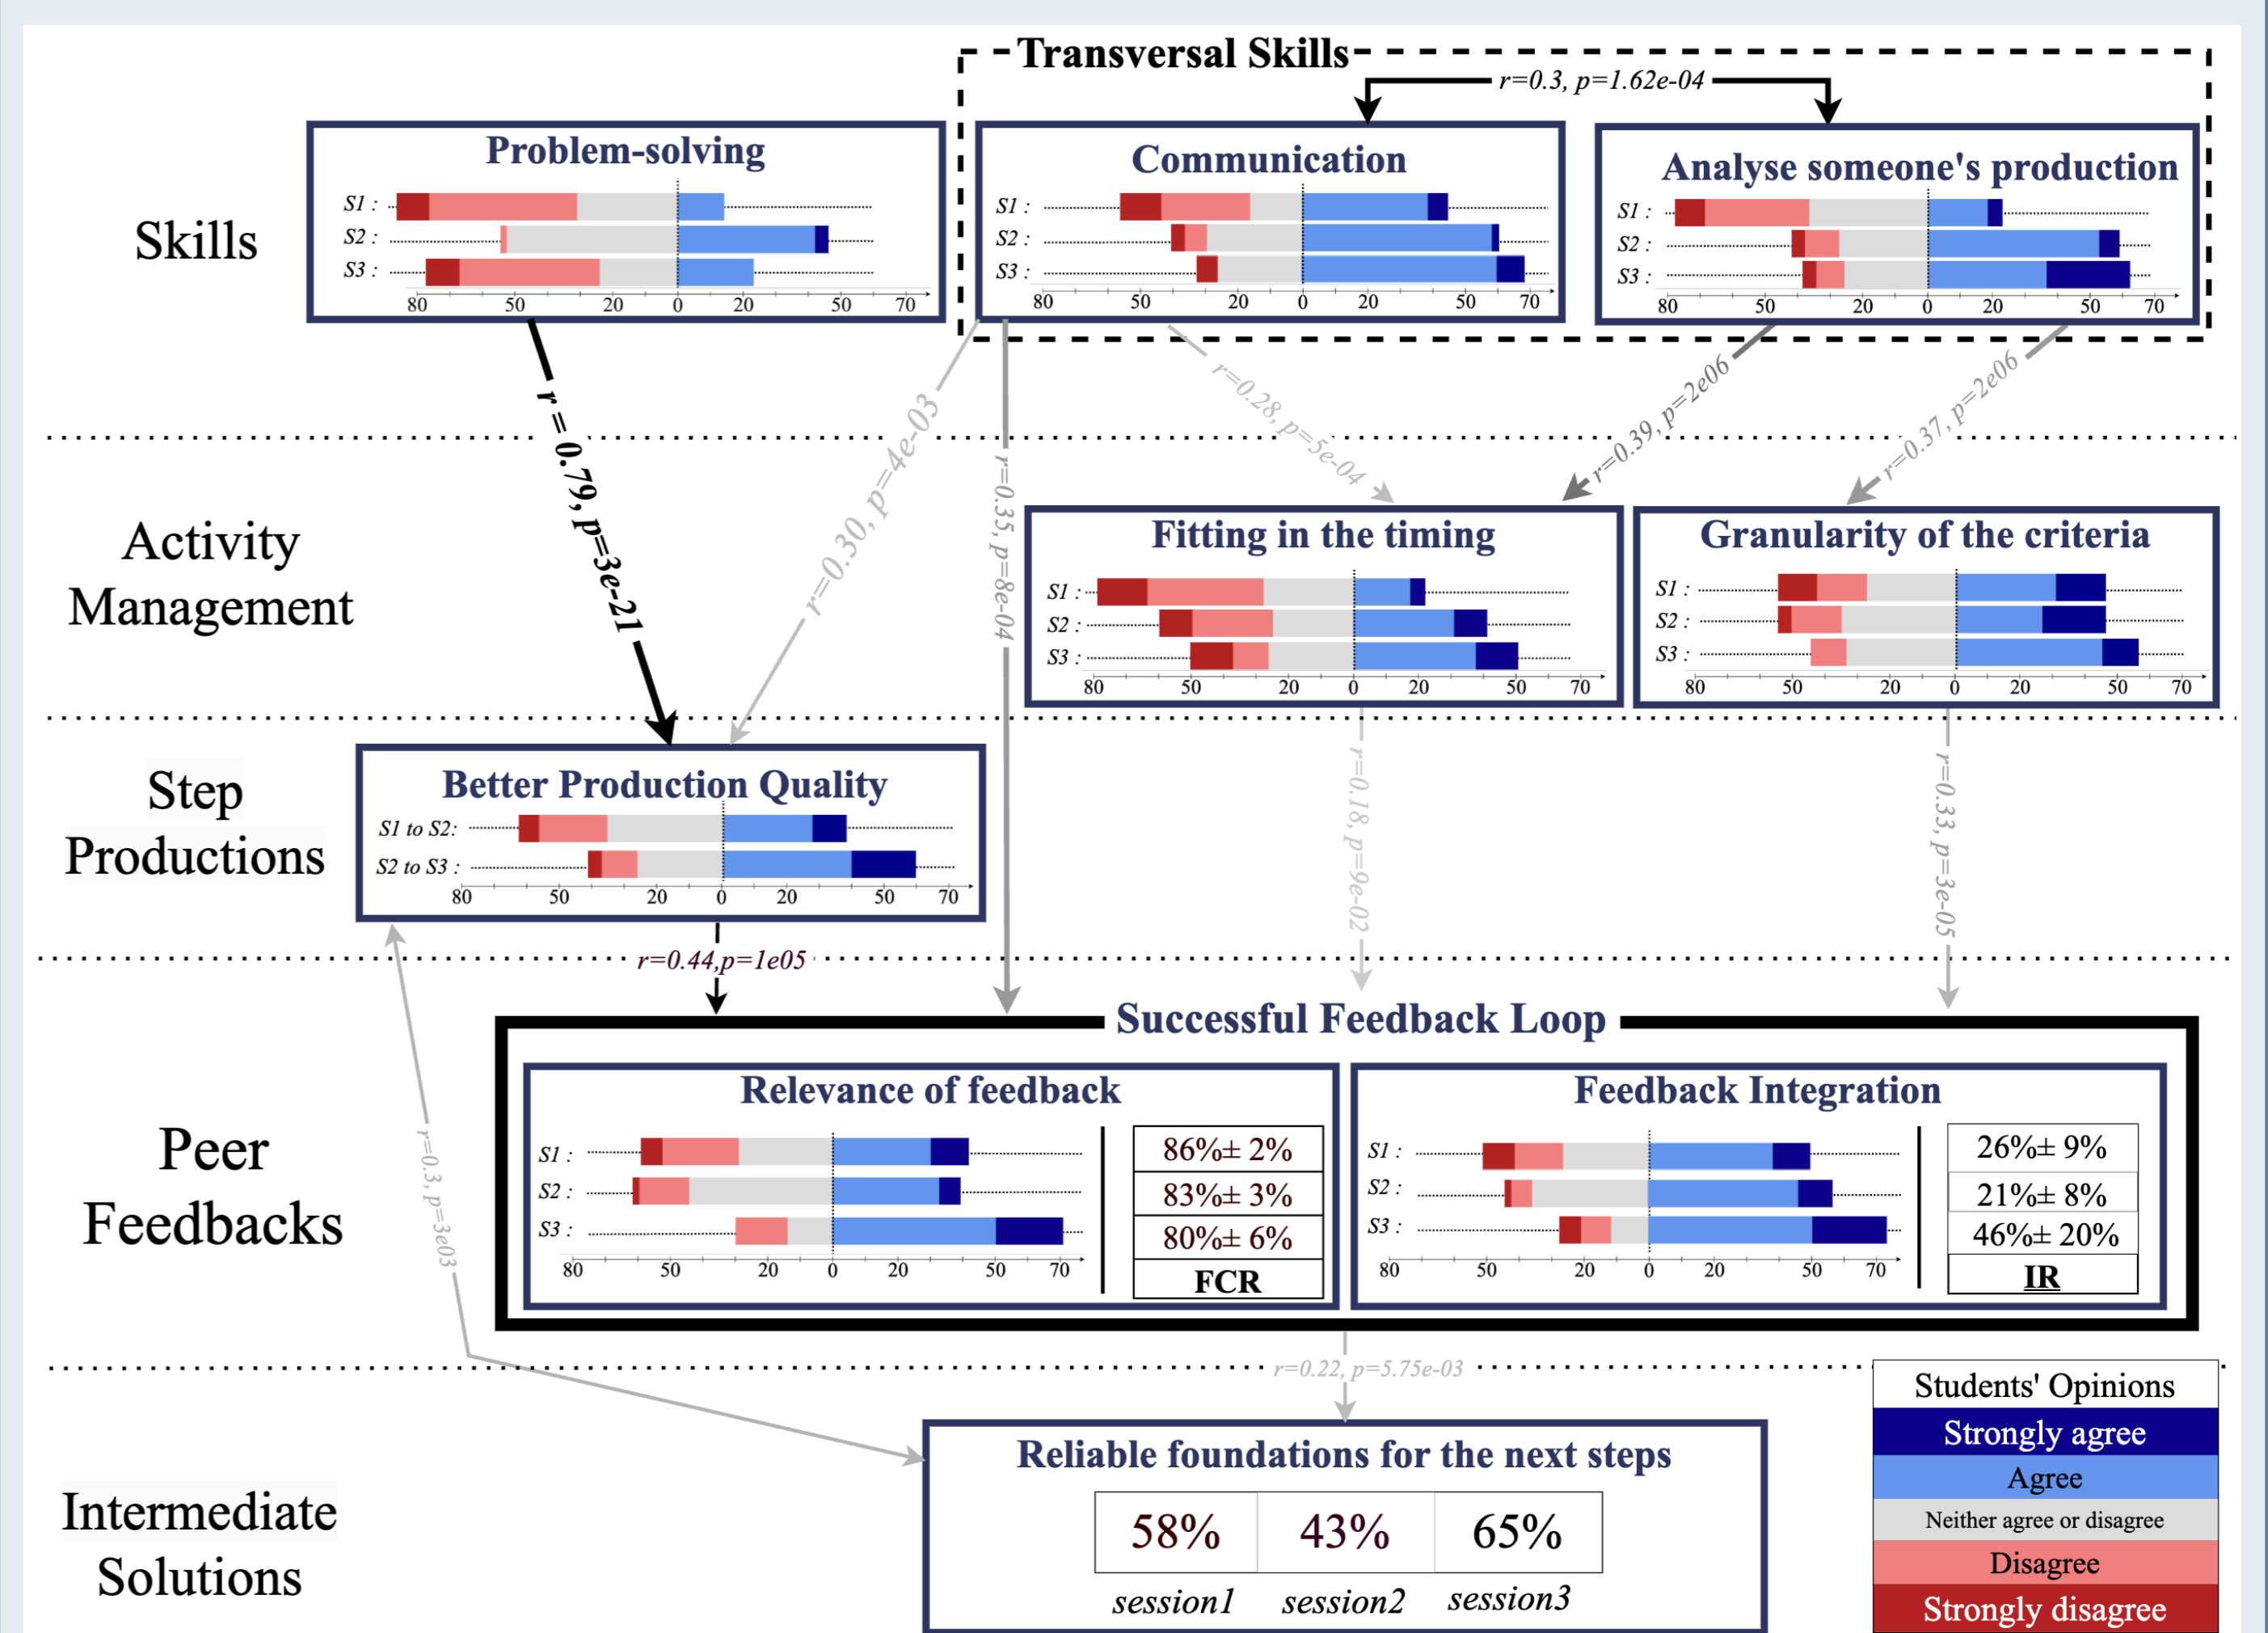 Transversal Skills
r=0.3, p=1.62e-04
Skills
Problem-solving
S1 :
S2 :
S3 :
80 50 20 0 20 50 70
Communication
S1 :
S2 :
S3 :
80 50 20 0 20 50 70
Analyse someone's production
S1 :
S2 :
S3 :
80 50 20 0 20 50 70
r = 0.79, p=3e-21
r=0.30, p=4e-03
r=0.35, p=8e-04
r=0.28, p=5e-04
r=0.39, p=2e06
r=0.37, p=2e06
Activity
Management
Fitting in the timing
S1 :
S2 :
S3 :
80 50 20 0 20 50 70
Granularity of the criteria
S1 :
S2 :
S3 :
80 50 20 0 20 50 70
Step
Productions
Better Production Quality
S1 to S2:
S2 to S3 :
80 50 20 0 20 50 70
r=0.18, p=9e-02
r=0.33, p=3e-05
r=0.44,p=1e05
r=0.3, p=3e03
Peer
Feedbacks
Successful Feedback Loop
Relevance of feedback
S1 :
S2 :
S3 :
80 50 20 0 20 50 70
86%± 2%
83%± 3%
80%± 6%
FCR
Feedback Integration
S1 :
S2 :
S3 :
80 50 20 0 20 50 70
26%± 9%
21%± 8%
46%± 20%
IR
r=0.22, p=5.75e-03
Intermediate
Solutions
Reliable foundations for the next steps
58% 43% 65%
session1 session2 session3
Students' Opinions
Strongly agree
Agree
Neither agree or disagree
Disagree
Strongly disagree